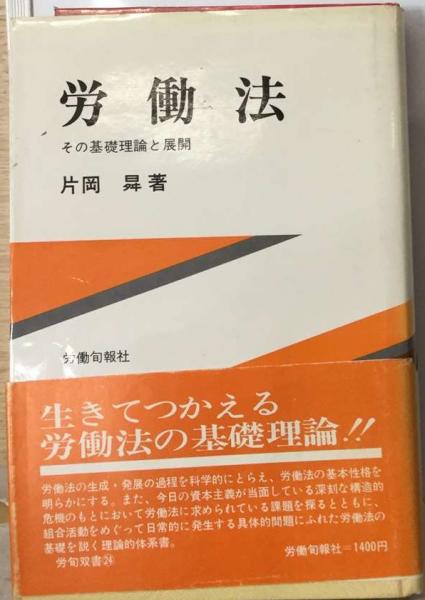 労働法
その基礎理論と展開
片岡 曻著
労働旬報社
生きてつかえる
労働法の基礎理論!!
労働法の生成・発展の過程を科学的にとらえ、労働法の基本性格を
明らかにする。また、今日の資本主義が当面している深刻な構造的
危機のもとにおいて労働法に求められている課題を探るとともに、
組合活動をめぐって日常的に発生する具体的問題にふれた労働法の
基礎を説く理論的体系書。
労旬双書㉔
労働旬報社=1400円